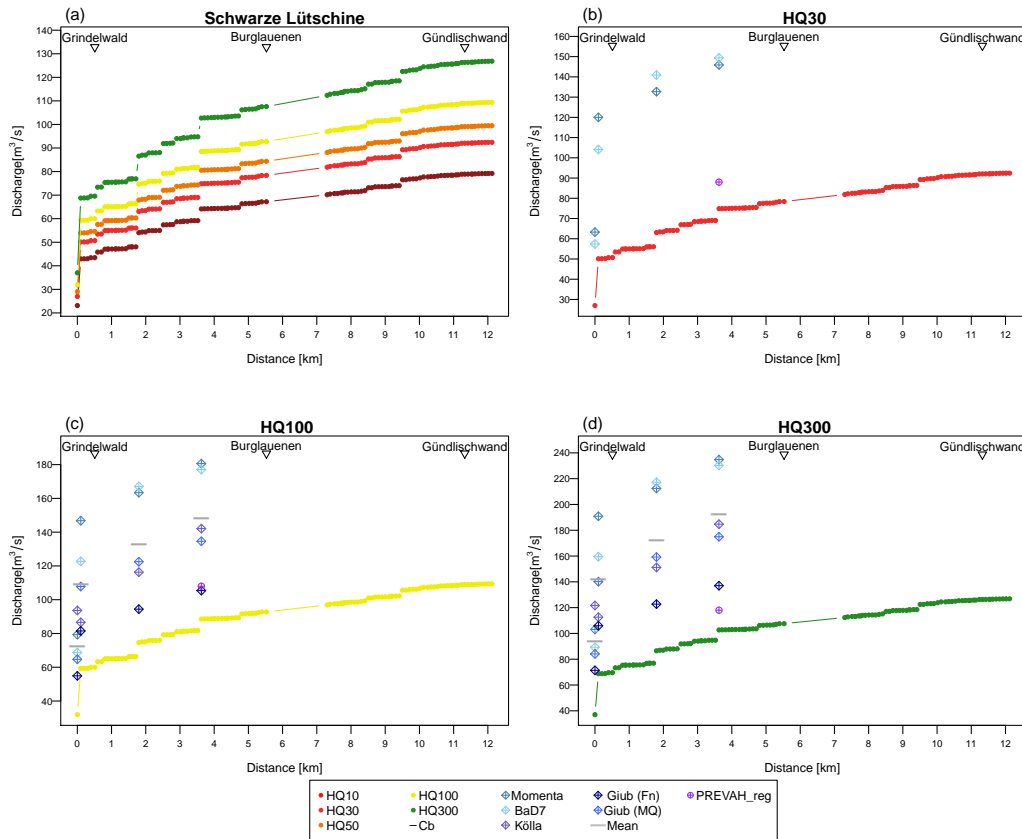 (a)
Schwarze Lütschine
Grindelwald
Burglauenen
Gündlischwand
Discharge[m³/s]
140
130
120
110
100
90
80
70
60
50
40
30
20
0 1 2 3 4 5 6 7 8 9 10 11 12
Distance [km]
(b)
HQ30
Grindelwald
Burglauenen
Gündlischwand
Discharge[m³/s]
160
150
140
130
120
110
100
90
80
70
60
50
40
30
0 1 2 3 4 5 6 7 8 9 10 11 12
Distance [km]
(c)
HQ100
Grindelwald
Burglauenen
Gündlischwand
Discharge[m³/s]
180
160
140
120
100
80
60
40
0 1 2 3 4 5 6 7 8 9 10 11 12
Distance [km]
(d)
HQ300
Grindelwald
Burglauenen
Gündlischwand
Discharge[m³/s]
240
220
200
180
160
140
120
100
80
60
40
0 1 2 3 4 5 6 7 8 9 10 11 12
Distance [km]
HQ10 HQ100 Momenta Giub (Fn) PREVAH_reg
HQ30 HQ300 BaD7 Giub (MQ)
HQ50 Cb Kölla Mean